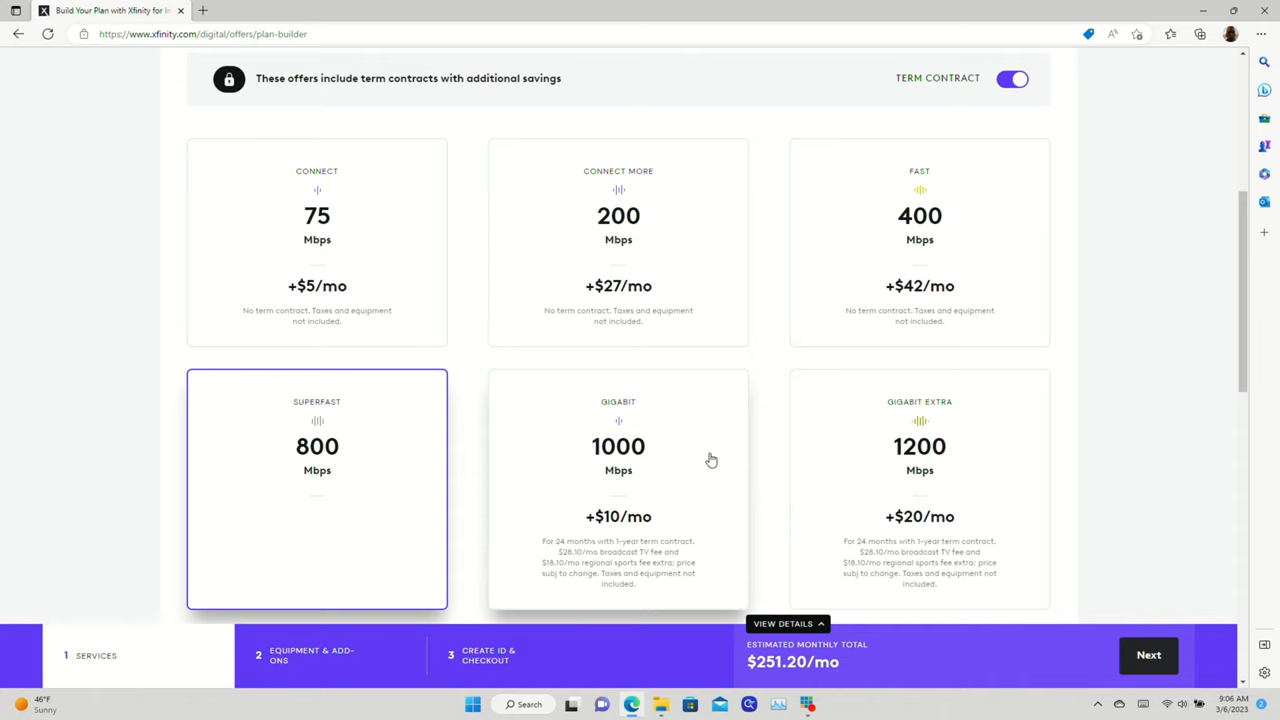 Build Your Plan with Xfinity for In
https://www.xfinity.com/digital/offers/plan-builder
These offers include term contracts with additional savings
TERM CONTRACT
CONNECT
75
Mbps
+$5/mo
No term contract. Taxes and equipment
not included.
CONNECT MORE
200
Mbps
+$27/mo
No term contract. Taxes and equipment
not included.
FAST
400
Mbps
+$42/mo
No term contract. Taxes and equipment
not included.
SUPERFAST
800
Mbps
GIGABIT
1000
Mbps
+$10/mo
For 24 months with 1-year term contract.
$28.10/mo broadcast TV fee and
$18.10/mo regional sports fee extra; price
subj to change. Taxes and equipment not
included.
GIGABIT EXTRA
1200
Mbps
+$20/mo
For 24 months with 1-year term contract.
$28.10/mo broadcast TV fee and
$18.10/mo regional sports fee extra; price
subj to change. Taxes and equipment not
included.
VIEW DETAILS
1 SERVICES
2 EQUIPMENT & ADD-
ONS
3 CREATE ID &
CHECKOUT
ESTIMATED MONTHLY TOTAL
$251.20/mo
Next
46°F
Sunny
Search
9:06 AM
3/6/2023
2